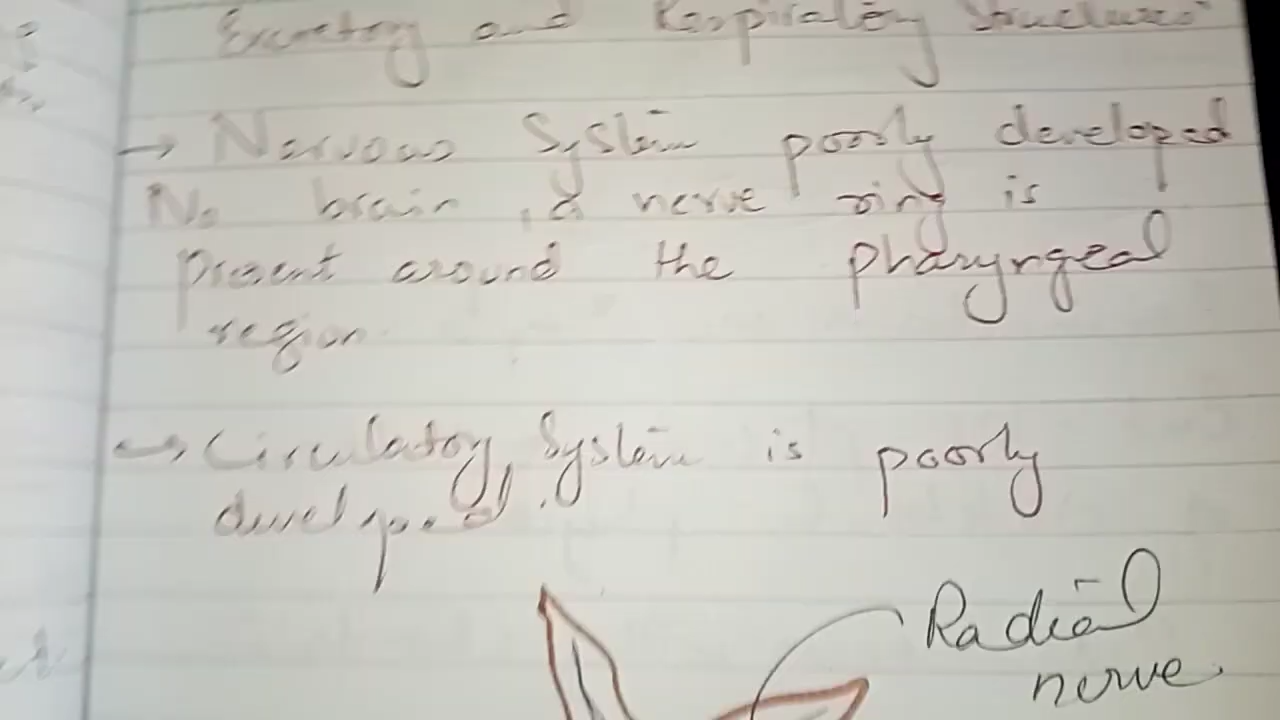 Excretory and Respiratory Structures
→ Nervous System poorly developed
No brain, a nerve ring is
present around the pharyngeal
region
→ Circulatory System is poorly
developed.
Radial
nerve